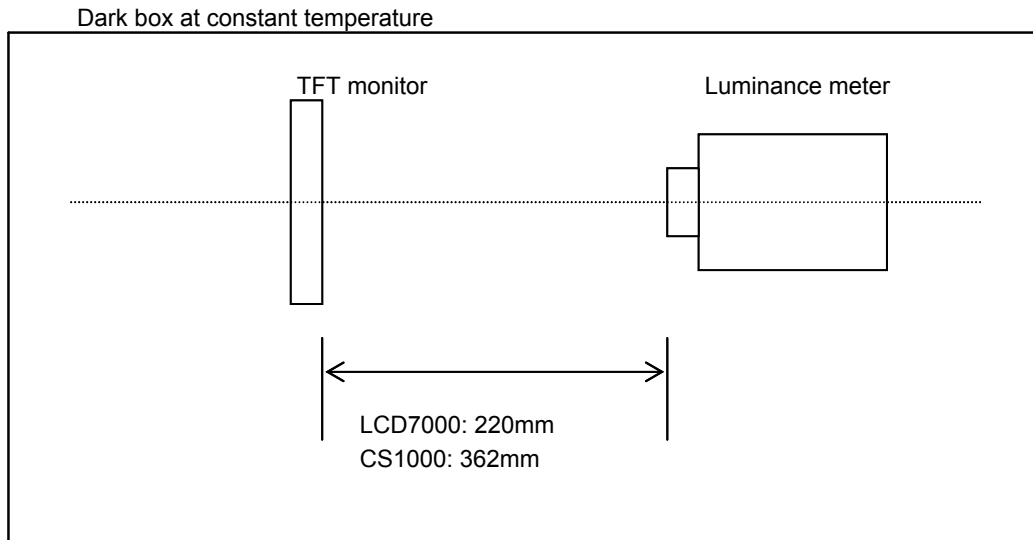 Dark box at constant temperature
TFT monitor
Luminance meter
LCD7000: 220mm
CS1000: 362mm